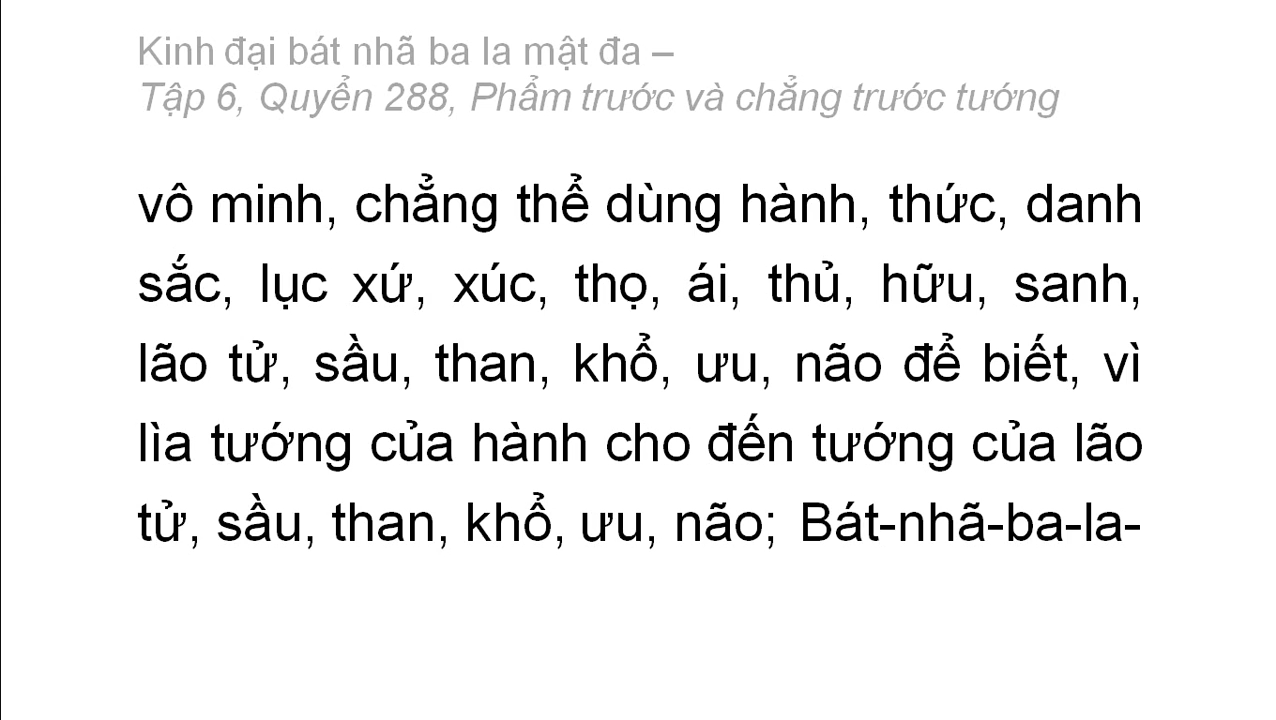 Kinh đại bát nhã ba la mật đa –
Tập 6, Quyển 288, Phẩm trước và chẳng trước tướng
vô minh, chẳng thể dùng hành, thức, danh
sắc, lục xứ, xúc, thọ, ái, thủ, hữu, sanh,
lão tử, sầu, than, khổ, ưu, não để biết, vì
lìa tướng của hành cho đến tướng của lão
tử, sầu, than, khổ, ưu, não; Bát-nhã-ba-la-